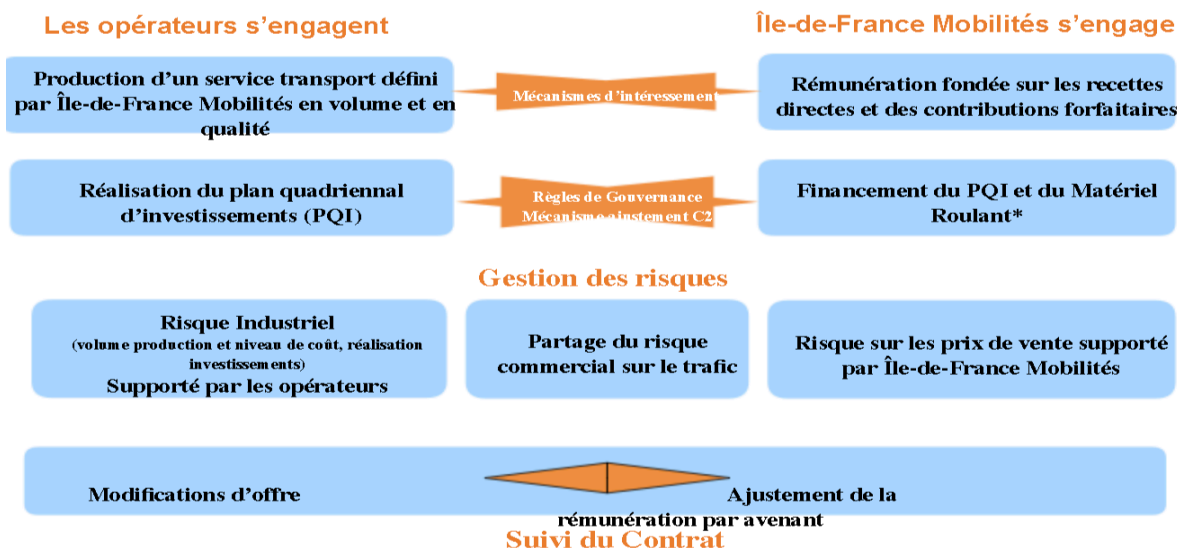 Les opérateurs s'engagent
Île-de-France Mobilités s'engage
Production d'un service transport défini
par Île-de-France Mobilités en volume et en
qualité
Mécanismes d'intéressement
Rémunération fondée sur les recettes
directes et des contributions forfaitaires
Réalisation du plan quadriennal
d'investissements (PQI)
Règles de Gouvernance
Mécanisme ajustement C2
Financement du PQI et du Matériel
Roulant*
Gestion des risques
Risque Industriel
(volume production et niveau de coût, réalisation
investissements)
Supporté par les opérateurs
Partage du risque
commercial sur le trafic
Risque sur les prix de vente supporté
par Île-de-France Mobilités
Modifications d'offre
Ajustement de la
rémunération par avenant
Suivi du Contrat